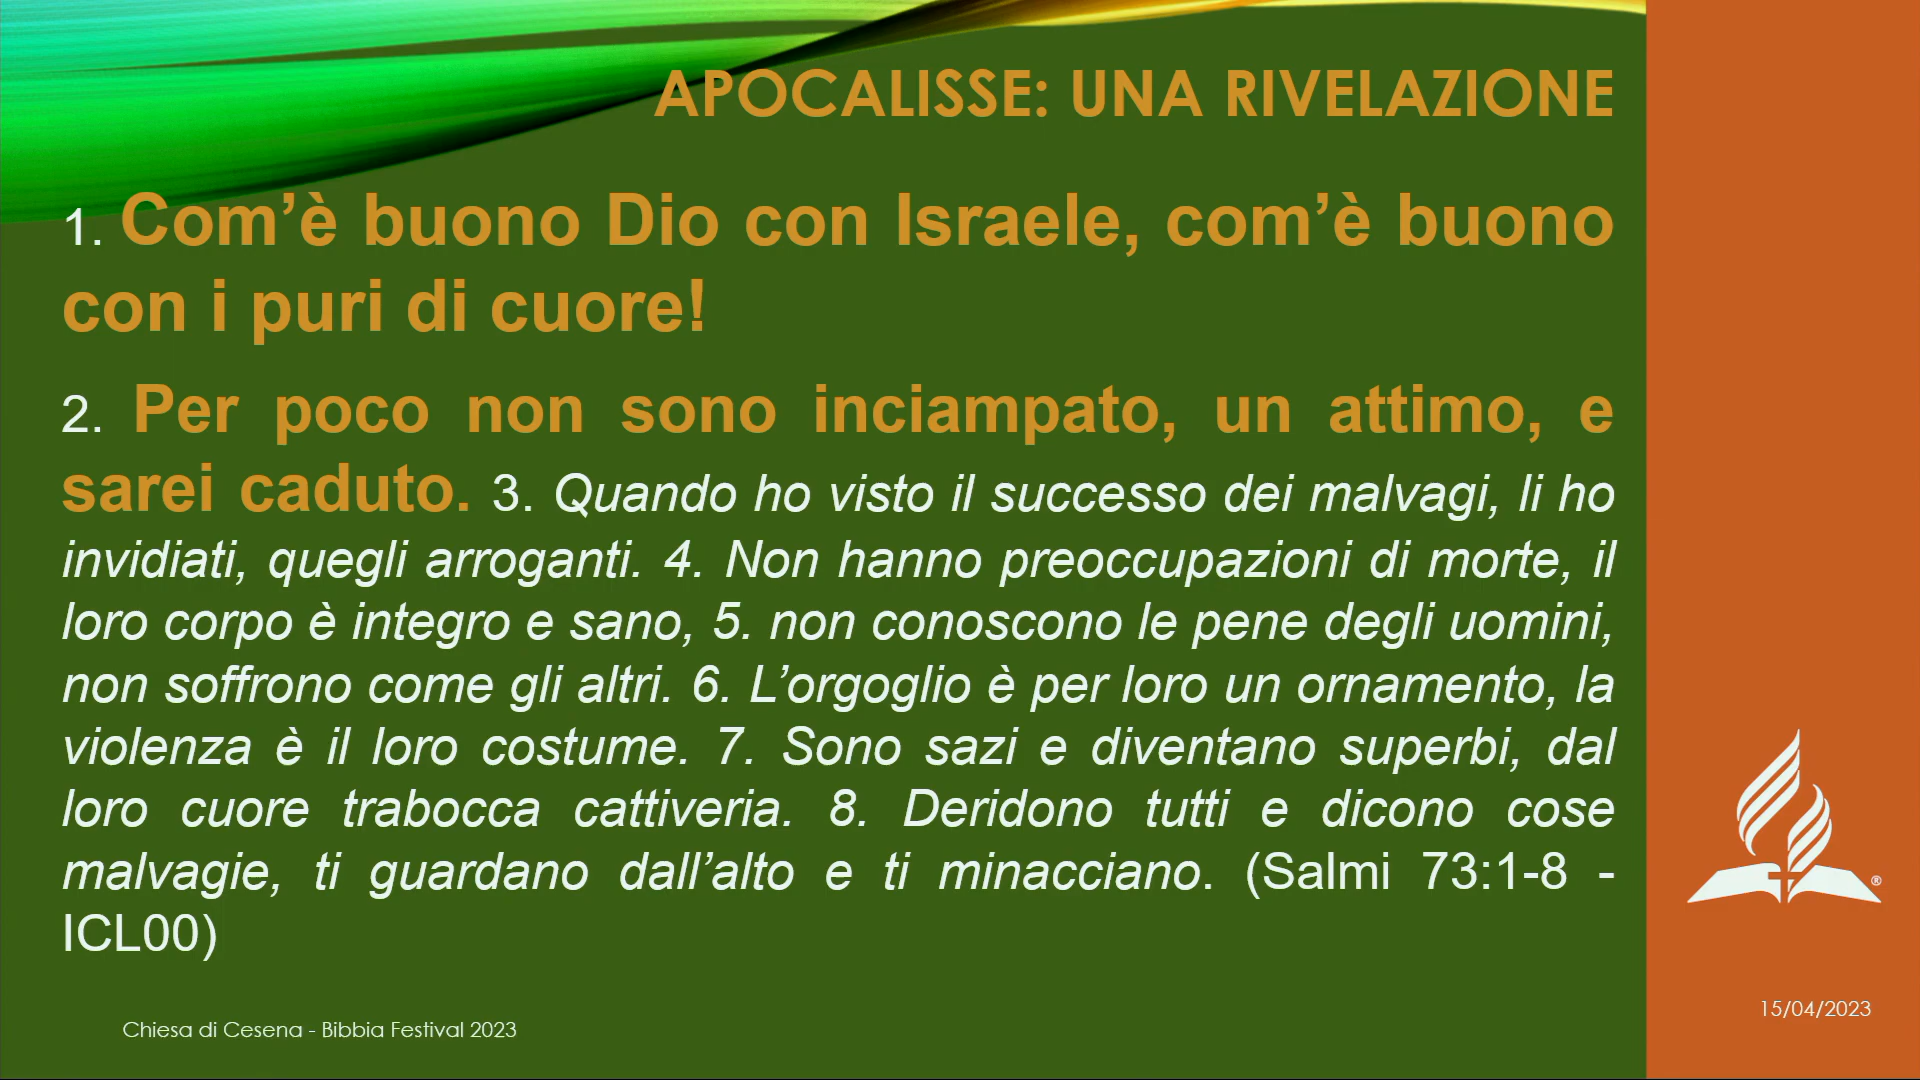 APOCALISSE: UNA RIVELAZIONE
1. Com’è buono Dio con Israele, com’è buono
con i puri di cuore!
2. Per poco non sono inciampato, un attimo, e
sarei caduto. 3. Quando ho visto il successo dei malvagi, li ho
invidiati, quegli arroganti. 4. Non hanno preoccupazioni di morte, il
loro corpo è integro e sano, 5. non conoscono le pene degli uomini,
non soffrono come gli altri. 6. L’orgoglio è per loro un ornamento, la
violenza è il loro costume. 7. Sono sazi e diventano superbi, dal
loro cuore trabocca cattiveria. 8. Deridono tutti e dicono cose
malvagie, ti guardano dall’alto e ti minacciano. (Salmi 73:1-8 -
ICL00)
®
15/04/2023
Chiesa di Cesena - Bibbia Festival 2023